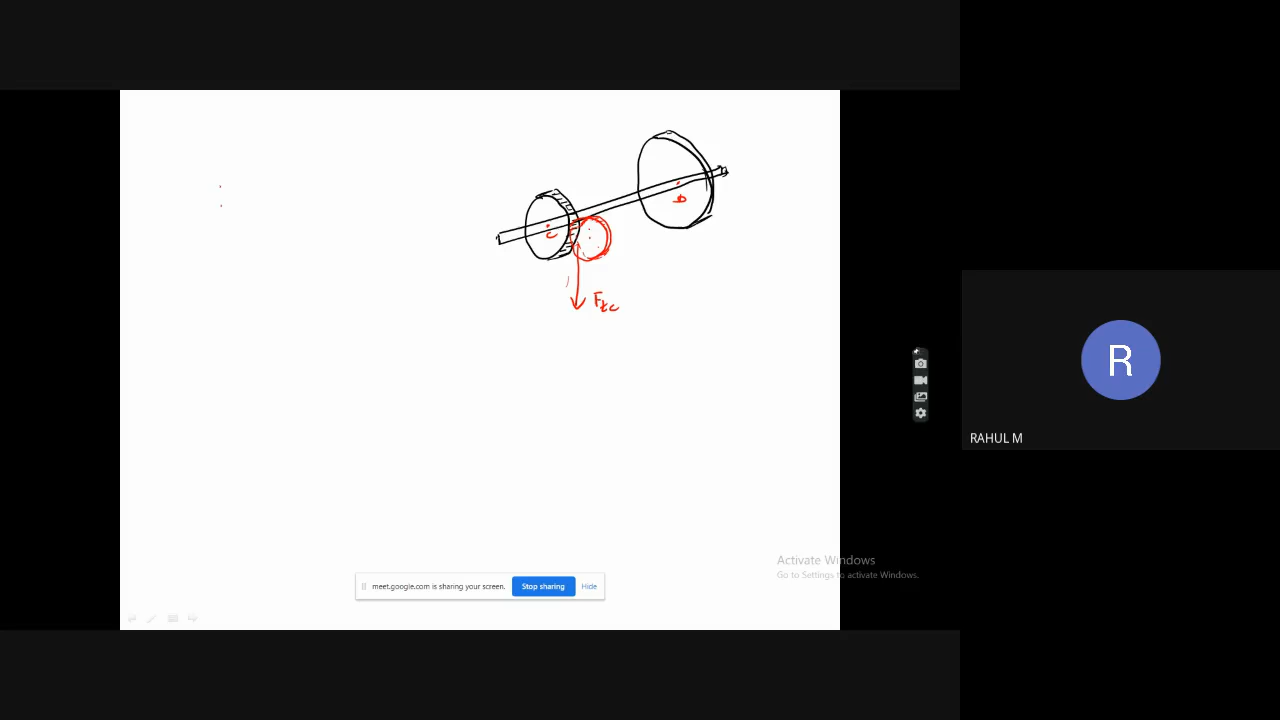 D
C
F_tc
R
RAHUL M
Activate Windows
Go to Settings to activate Windows.
meet.google.com is sharing your screen.
Stop sharing
Hide